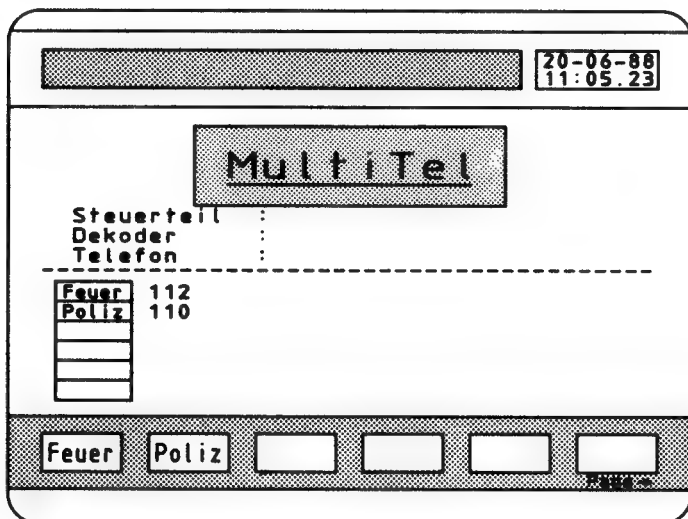 20-06-88
11:05.23
MultiTel
Steuerteil :
Dekoder :
Telefon :
Feuer 112
Poliz 110
Feuer Poliz